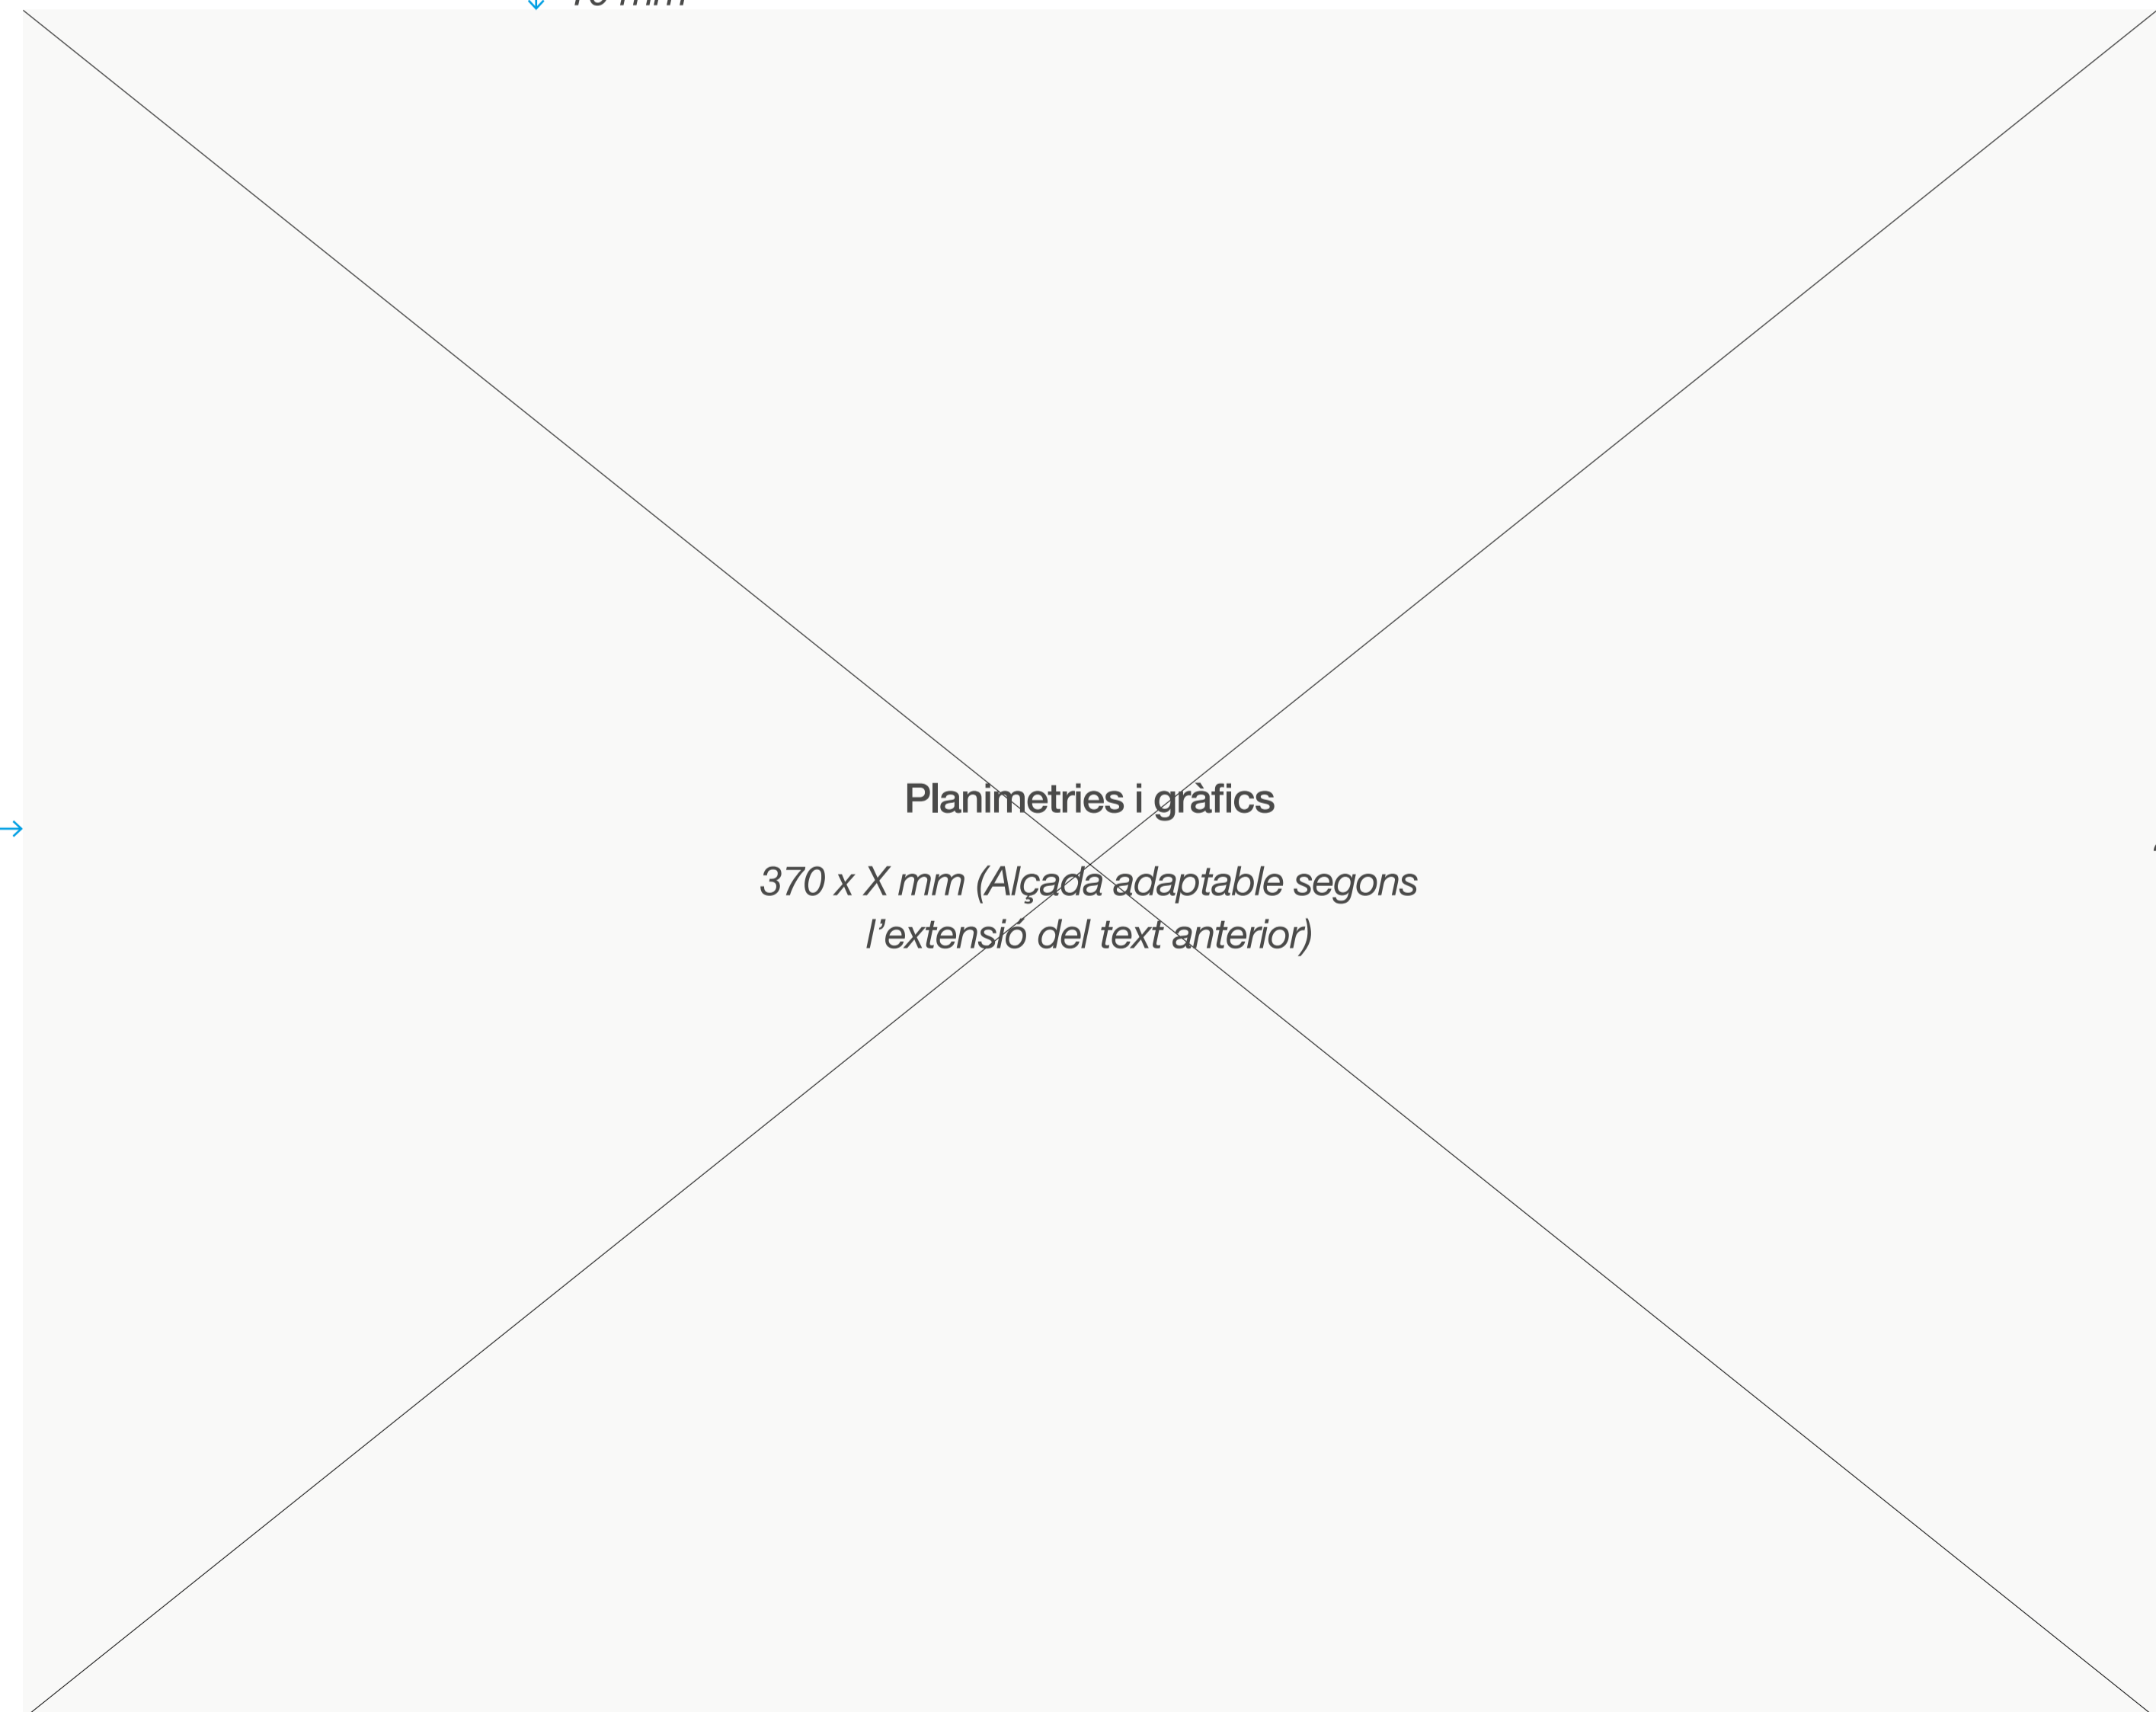 Planimetries i gràfics
370 x X mm (Alçada adaptable segons
l’extensió del text anterior)